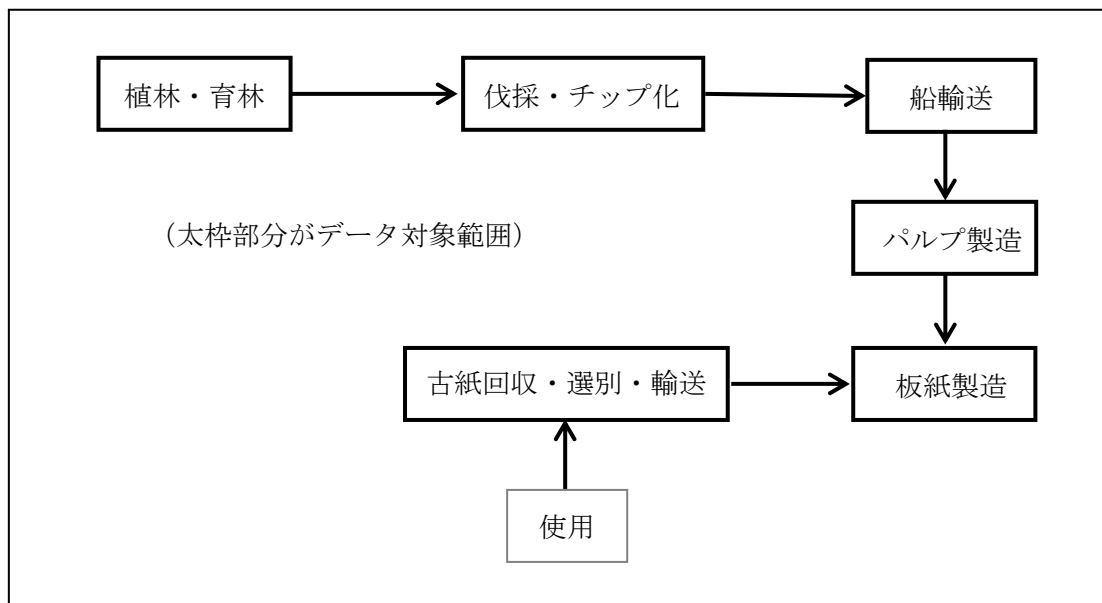 植林・育林
伐採・チップ化
船輸送
(太枠部分がデータ対象範囲)
パルプ製造
古紙回収・選別・輸送
板紙製造
使用